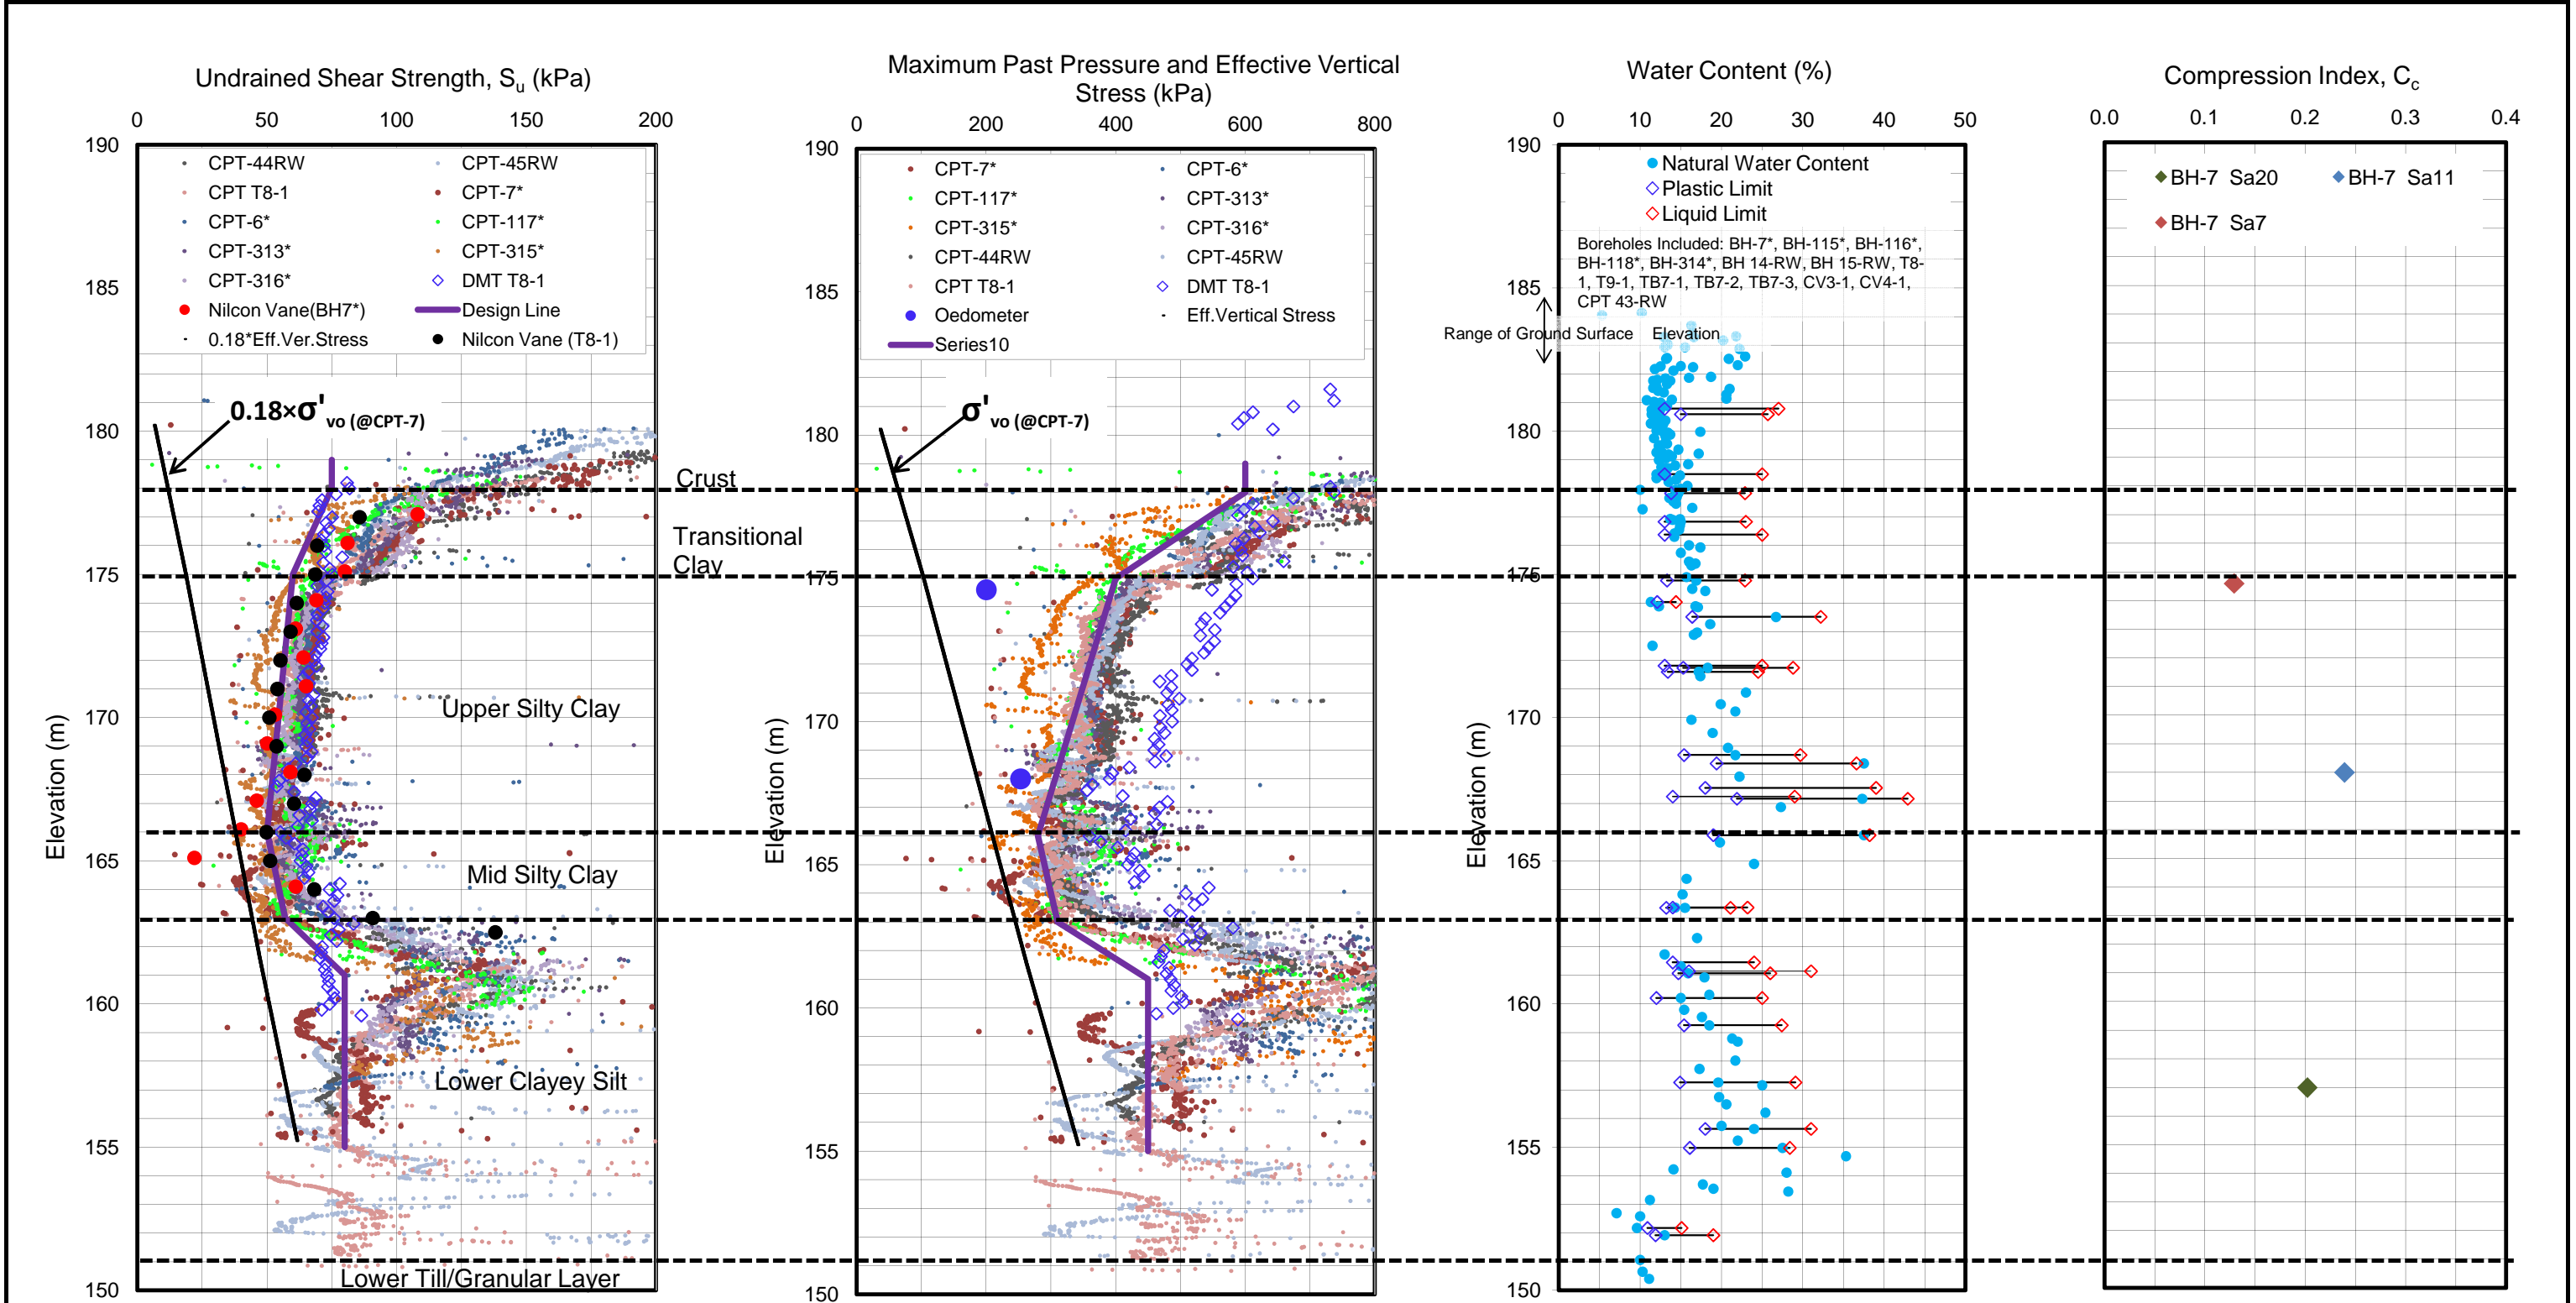 Undrained Shear Strength, Su (kPa)
0 50 100 150 200
190
185
180
175
170
165
160
155
150
Elevation (m)
CPT-44RW CPT-45RW
CPT T8-1 CPT-7*
CPT-6* CPT-117*
CPT-313* CPT-315*
CPT-316* DMT T8-1
Nilcon Vane(BH7*) Design Line
0.18*Eff.Ver.Stress Nilcon Vane (T8-1)
0.18×σ'vo (@CPT-7)
Crust
Transitional
Clay
Upper Silty Clay
Mid Silty Clay
Lower Clayey Silt
Lower Till/Granular Layer
Maximum Past Pressure and Effective Vertical
Stress (kPa)
0 200 400 600 800
190
185
180
175
170
165
160
155
150
Elevation (m)
CPT-7* CPT-6*
CPT-117* CPT-313*
CPT-315* CPT-316*
CPT-44RW CPT-45RW
CPT T8-1 DMT T8-1
Oedometer Eff.Vertical Stress
Series10
σ'vo (@CPT-7)
Water Content (%)
0 10 20 30 40 50
190
185
180
175
170
165
160
155
150
Elevation (m)
Natural Water Content
Plastic Limit
Liquid Limit
Boreholes Included: BH-7*, BH-115*, BH-116*,
BH-118*, BH-314*, BH 14-RW, BH 15-RW, T8-
1, T9-1, TB7-1, TB7-2, TB7-3, CV3-1, CV4-1,
CPT 43-RW
Range of Ground Surface Elevation
Compression Index, Cc
0.0 0.1 0.2 0.3 0.4
BH-7 Sa20 BH-7 Sa11
BH-7 Sa7